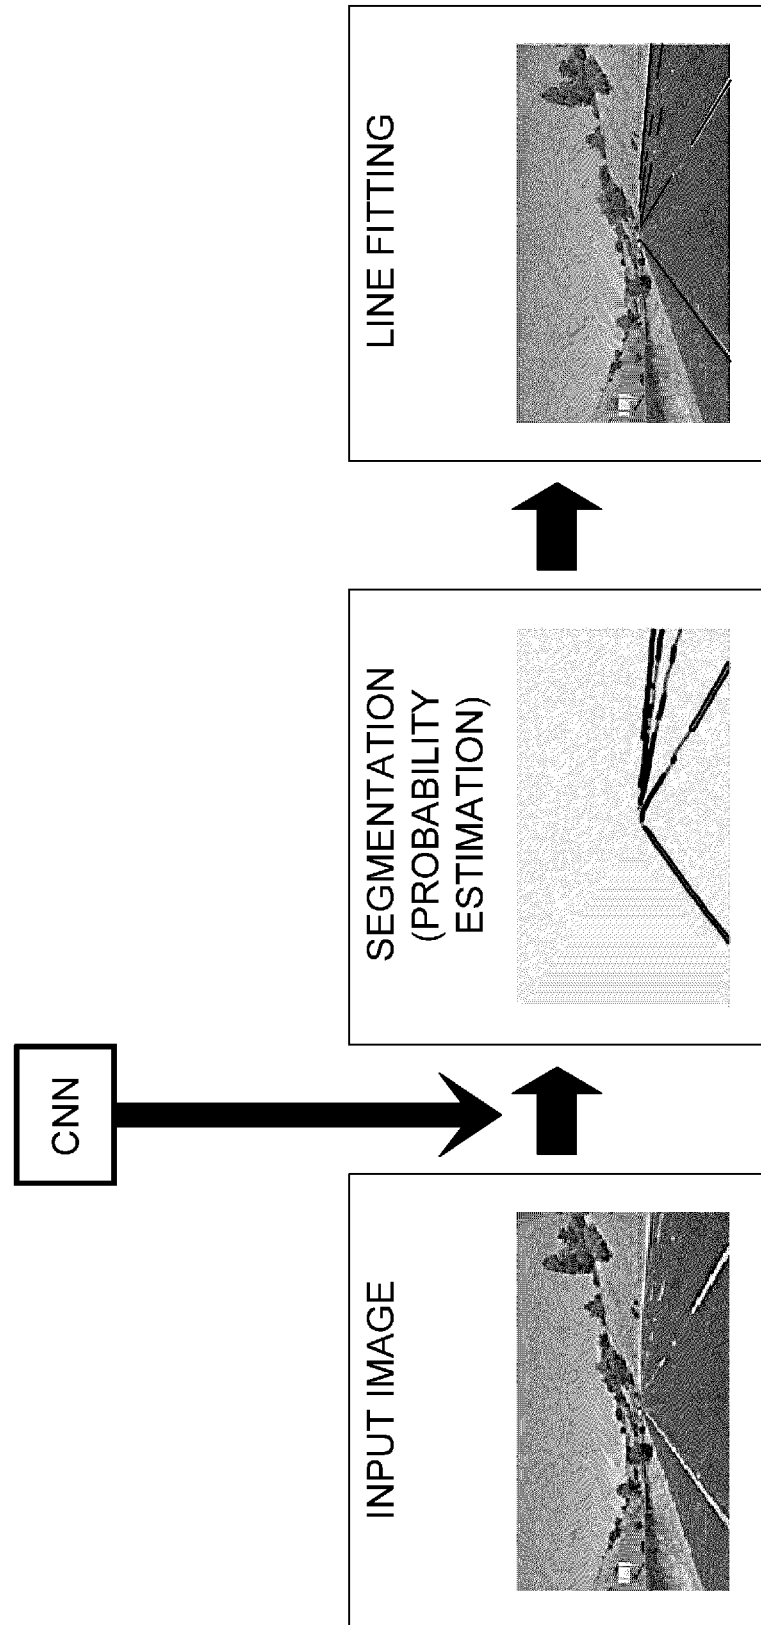 CNN
INPUT IMAGE
SEGMENTATION
(PROBABILITY
ESTIMATION)
LINE FITTING